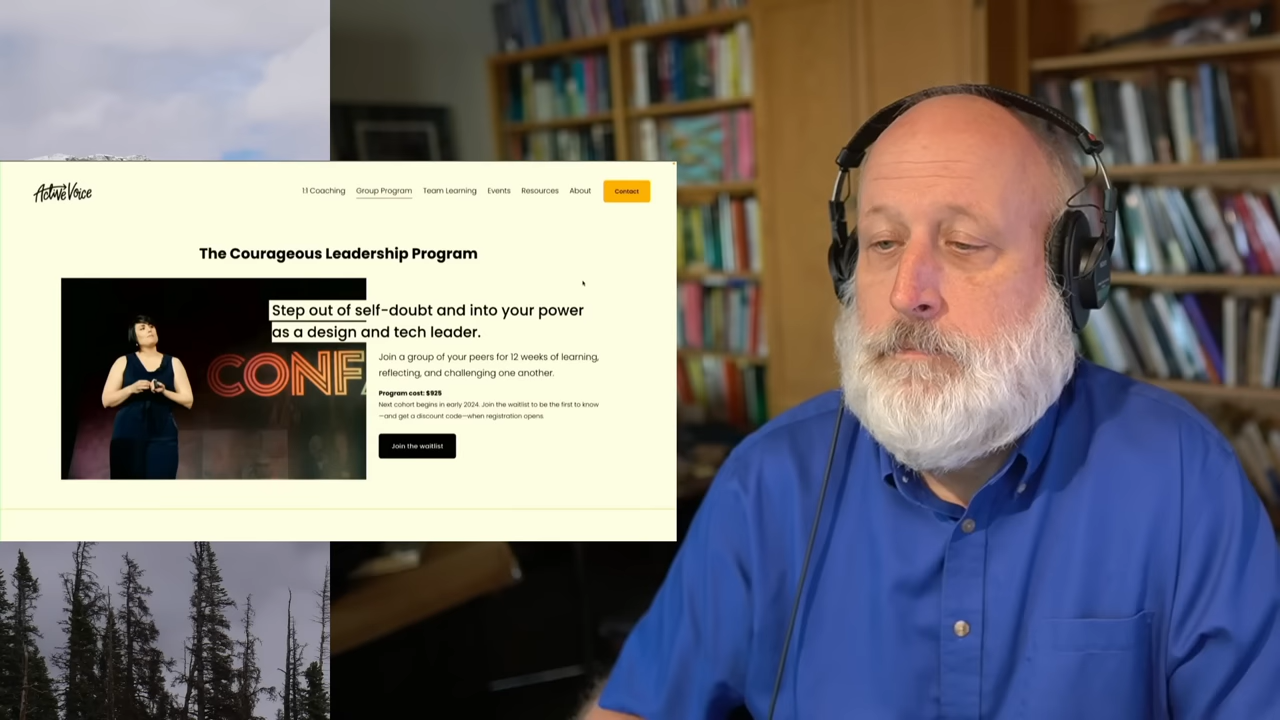 Active Voice
1:1 Coaching Group Program Team Learning Events Resources About Contact
The Courageous Leadership Program
Step out of self-doubt and into your power
as a design and tech leader.
CONF
Join a group of your peers for 12 weeks of learning,
reflecting, and challenging one another.
Program cost: $925
Next cohort begins in early 2024. Join the waitlist to be the first to know
—and get a discount code—when registration opens.
Join the waitlist